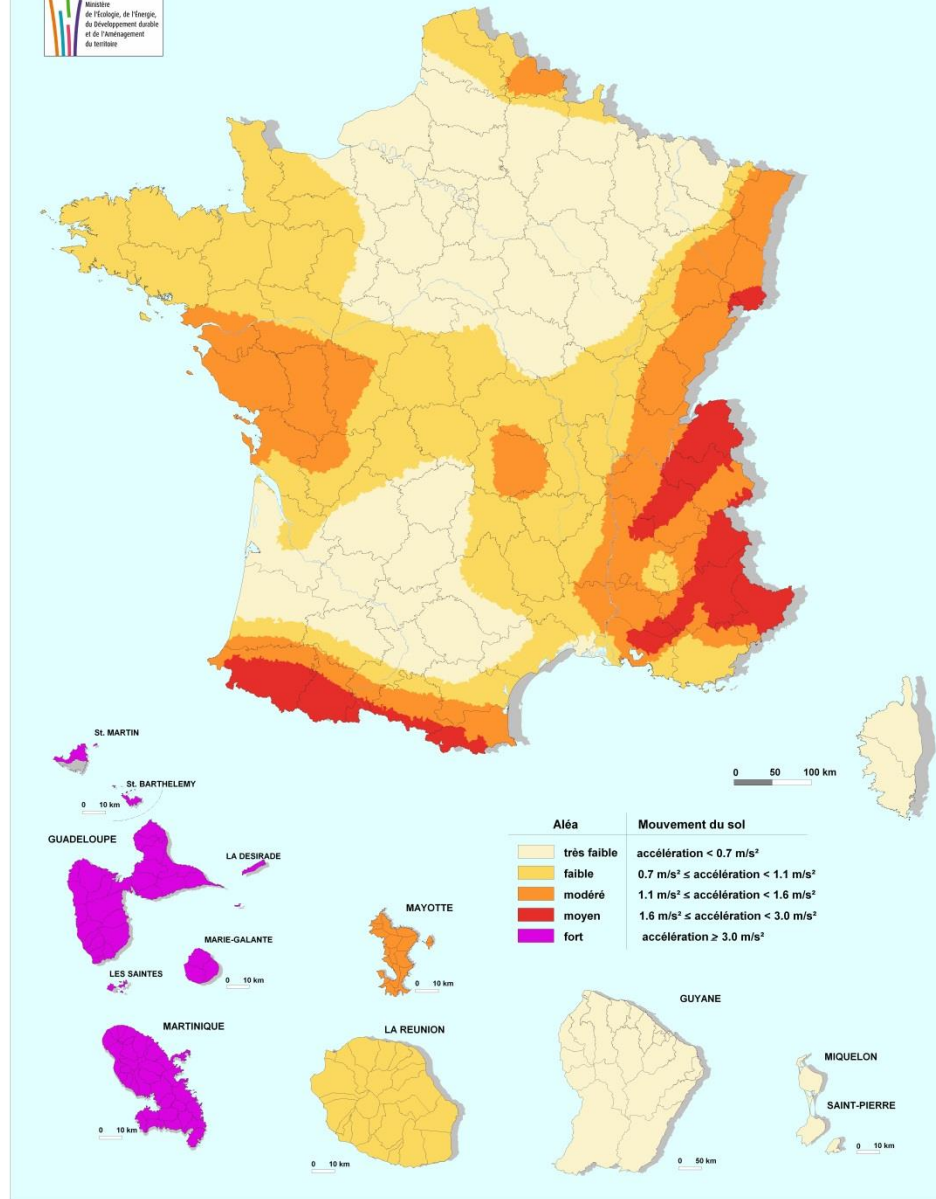 Ministère
de l'Écologie, de l'Énergie,
du Développement durable
et de l'Aménagement
du territoire
0 50 100 km
St. MARTIN
St. BARTHELEMY
0 10 km
GUADELOUPE
LA DESIRADE
MARIE-GALANTE
0 10 km
LES SAINTES
MAYOTTE
0 10 km
Aléa Mouvement du sol
très faible accélération < 0.7 m/s²
faible 0.7 m/s² ≤ accélération < 1.1 m/s²
modéré 1.1 m/s² ≤ accélération < 1.6 m/s²
moyen 1.6 m/s² ≤ accélération < 3.0 m/s²
fort accélération ≥ 3.0 m/s²
MARTINIQUE
0 10 km
LA REUNION
0 10 km
GUYANE
0 50 km
MIQUELON
SAINT-PIERRE
0 10 km